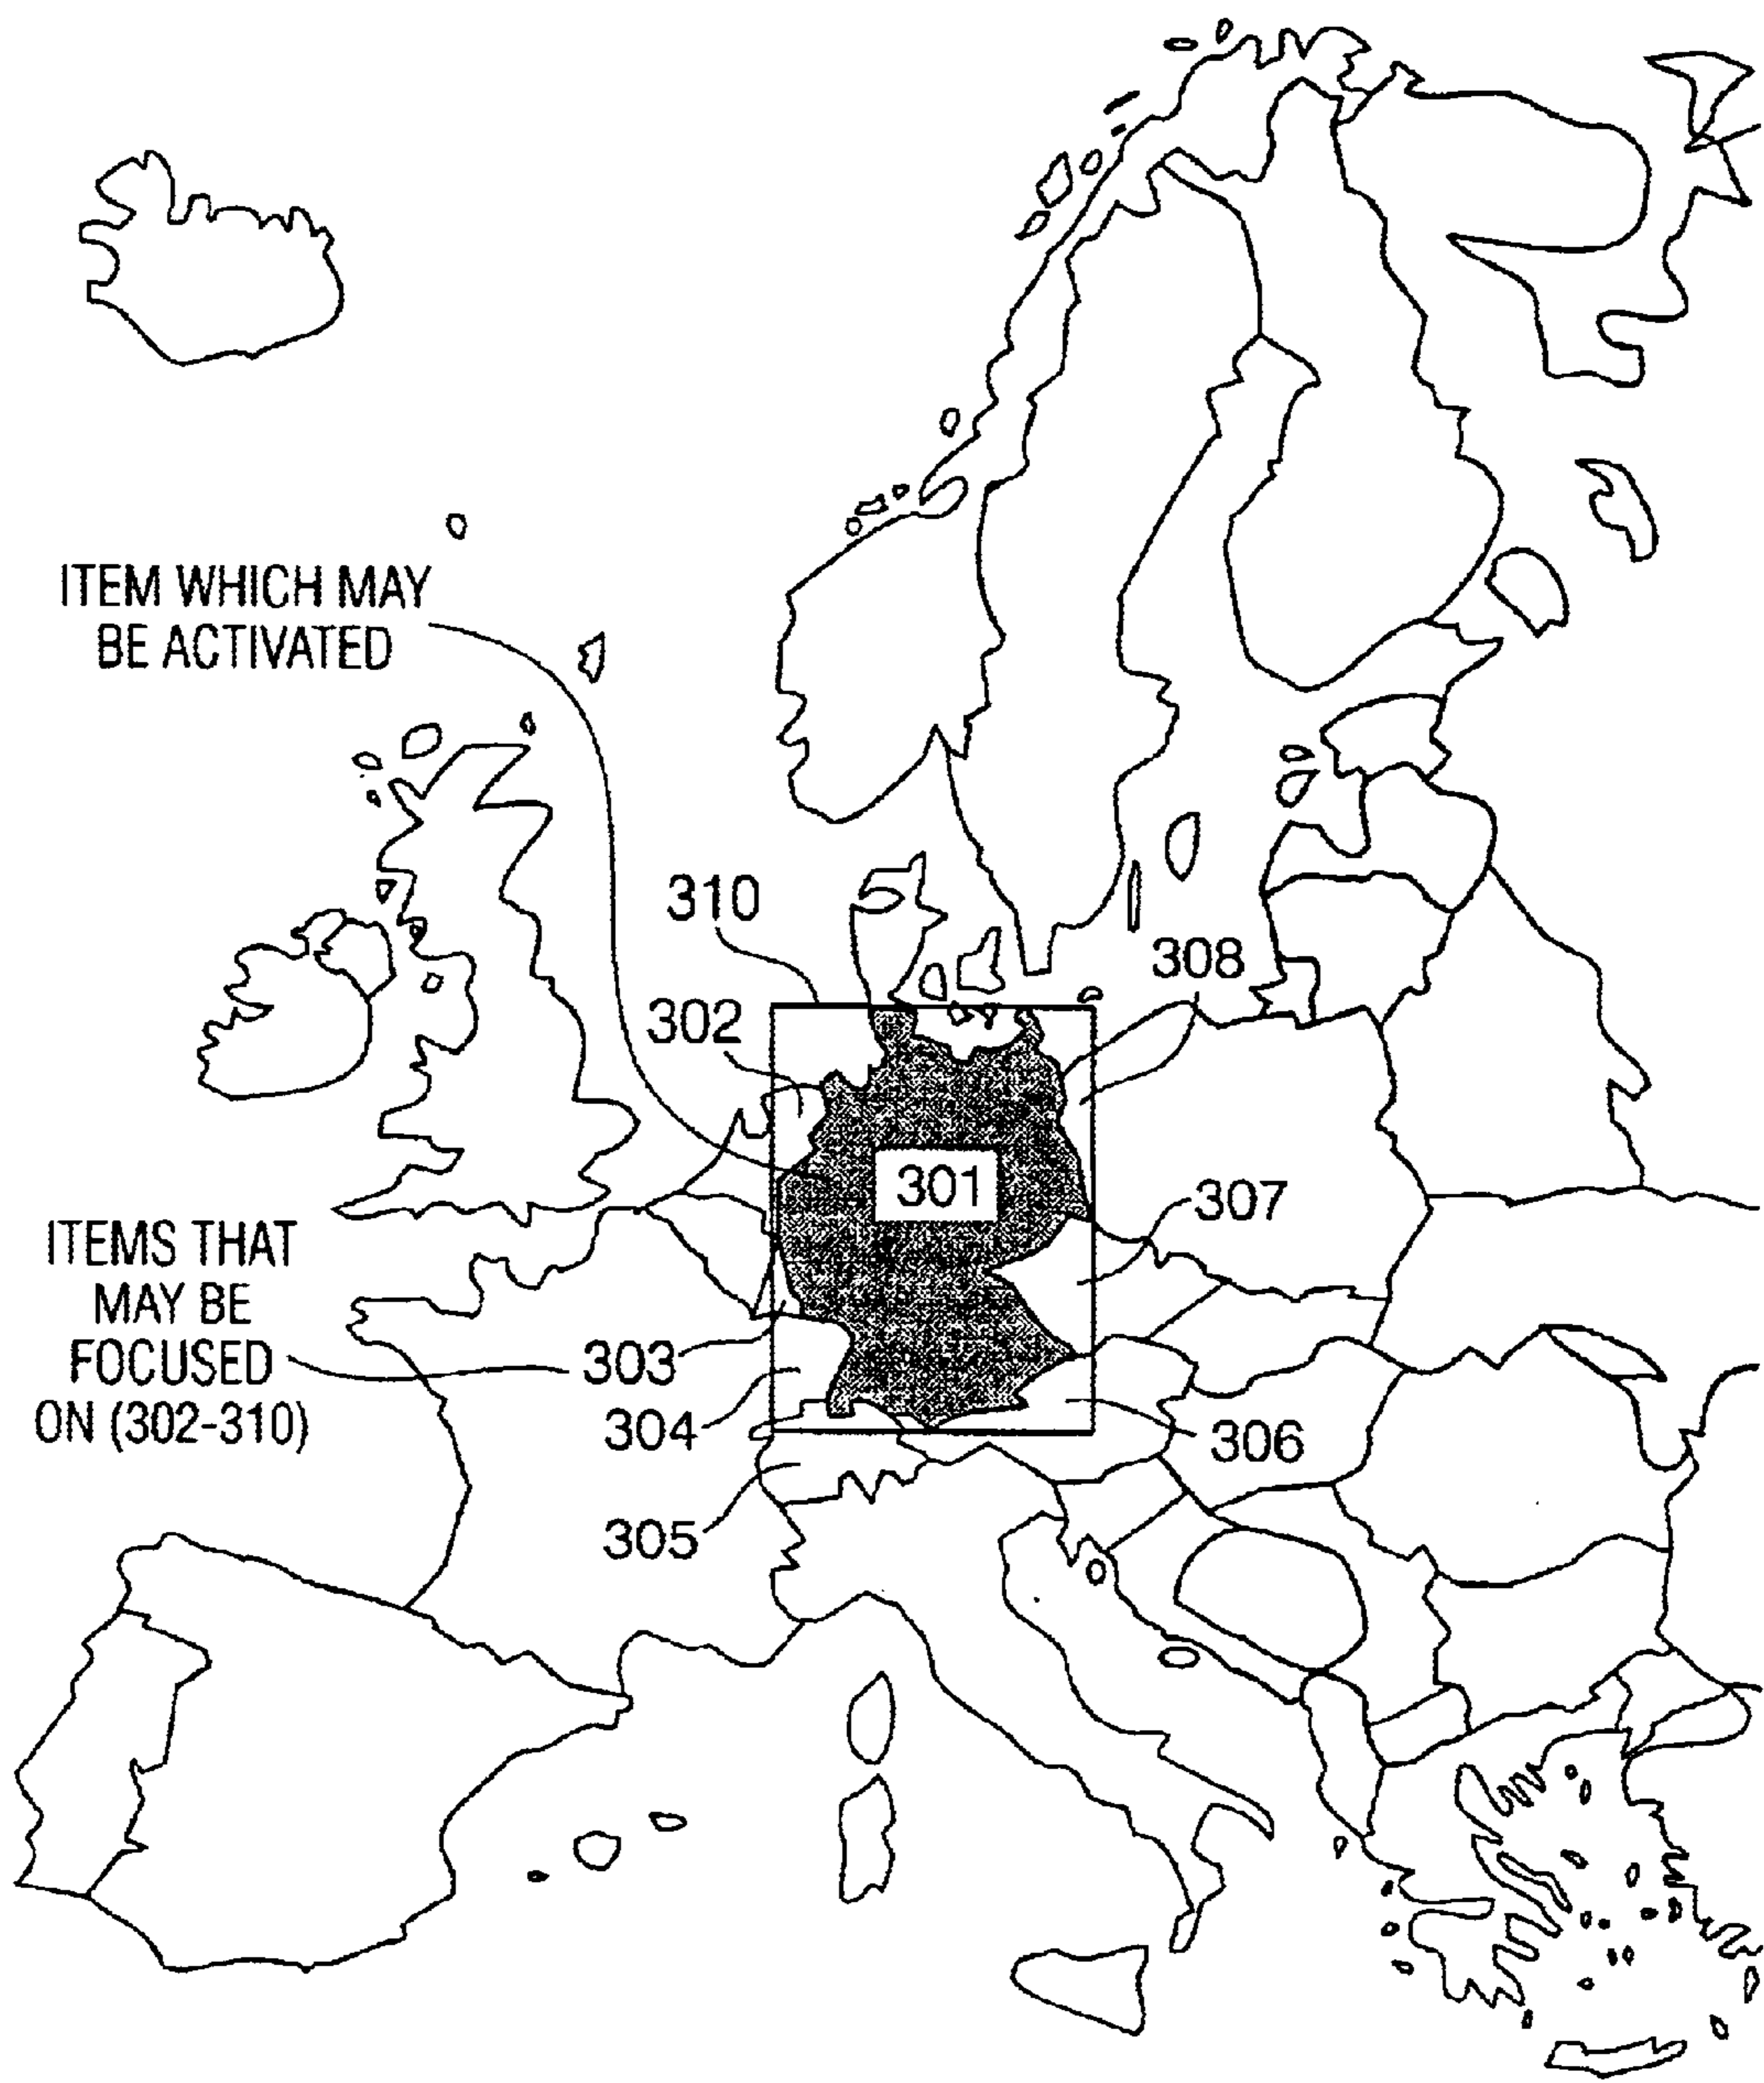 ITEM WHICH MAY
BE ACTIVATED
310
308
302
301
307
ITEMS THAT
MAY BE
FOCUSED
ON (302-310)
303
304
306
305